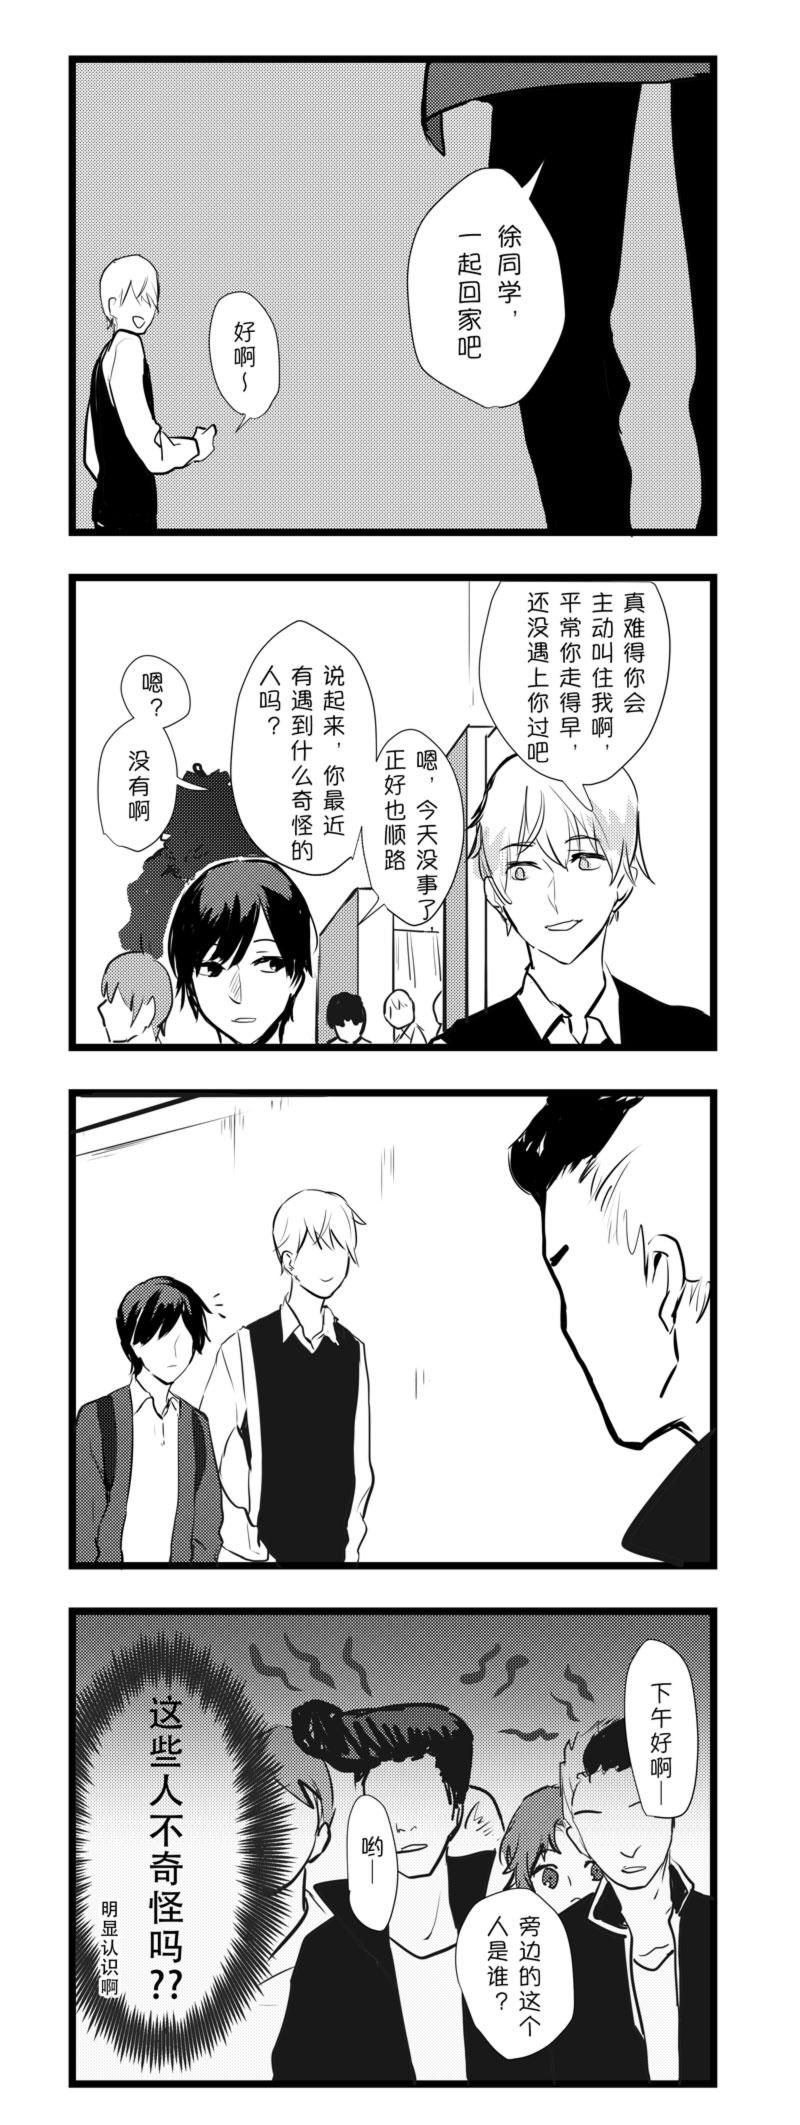 徐同学，
一起回家吧
好啊～
真难得你会
主动叫住我啊，
平常你走得早，
还没遇上你过吧
嗯，今天没事了，
正好也顺路
说起来，你最近
有遇到什么奇怪的
人吗？
嗯？
没有啊
下午好啊—
哟—
旁边的这个
人是谁？
这些人不奇怪吗??
明显认识啊